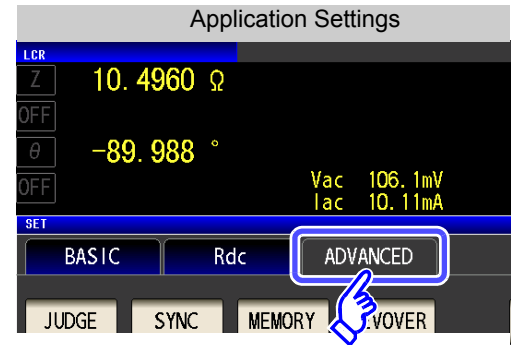 Application Settings
LCR
Z 10.4960 Ω
OFF
θ -89.988 °
OFF
Vac 106.1mV
Iac 10.11mA
SET
BASIC Rdc ADVANCED
JUDGE SYNC MEMORY VOVER